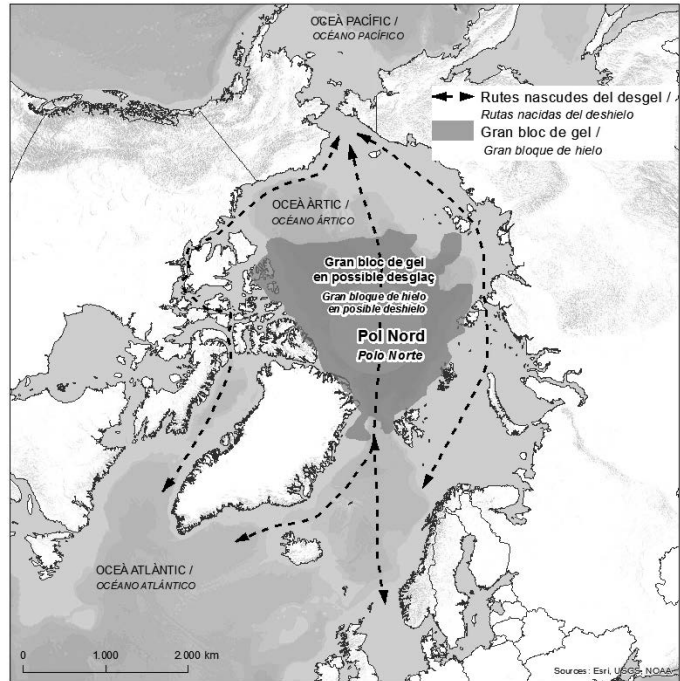 OCEÀ PACÍFIC /
OCÉANO PACÍFICO
Rutes nascudes del desgel /
Rutas nacidas del deshielo
Gran bloc de gel /
Gran bloque de hielo
OCEÀ ÀRTIC /
OCÉANO ÁRTICO
Gran bloc de gel
en possible desglaç
Gran bloque de hielo
en posible deshielo
Pol Nord
Polo Norte
OCEÀ ATLÀNTIC /
OCÉANO ATLÁNTICO
0 1.000 2.000 km
Sources: Esri, USGS, NOAA